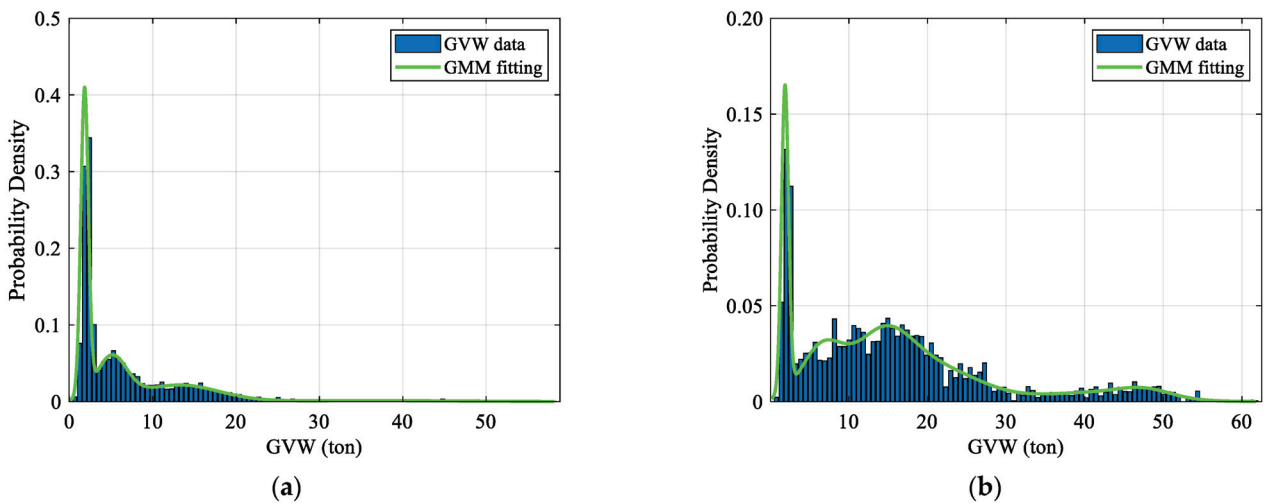 0.5
0.4
0.3
0.2
0.1
0
Probability Density
GVW data
GMM fitting
0 10 20 30 40 50
GVW (ton)
(a)
0.20
0.15
0.10
0.05
0
Probability Density
GVW data
GMM fitting
10 20 30 40 50 60
GVW (ton)
(b)